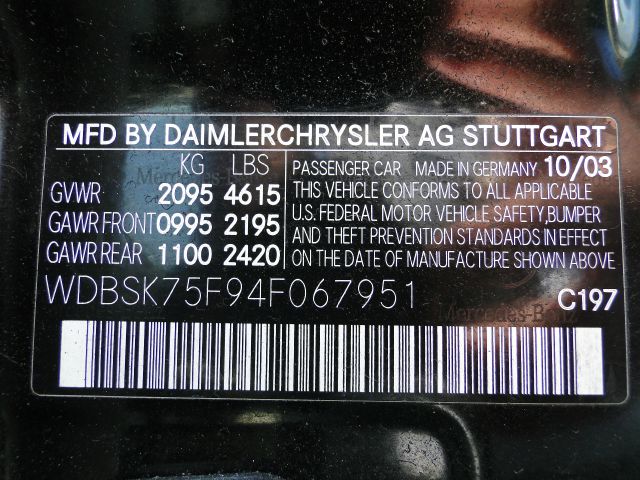 MFD BY DAIMLERCHRYSLER AG STUTTGART
KG LBS
GVWR 2095 4615
GAWR FRONT 0995 2195
GAWR REAR 1100 2420
PASSENGER CAR MADE IN GERMANY 10/03
THIS VEHICLE CONFORMS TO ALL APPLICABLE
U.S. FEDERAL MOTOR VEHICLE SAFETY, BUMPER
AND THEFT PREVENTION STANDARDS IN EFFECT
ON THE DATE OF MANUFACTURE SHOWN ABOVE
WDBSK75F94F067951 C197